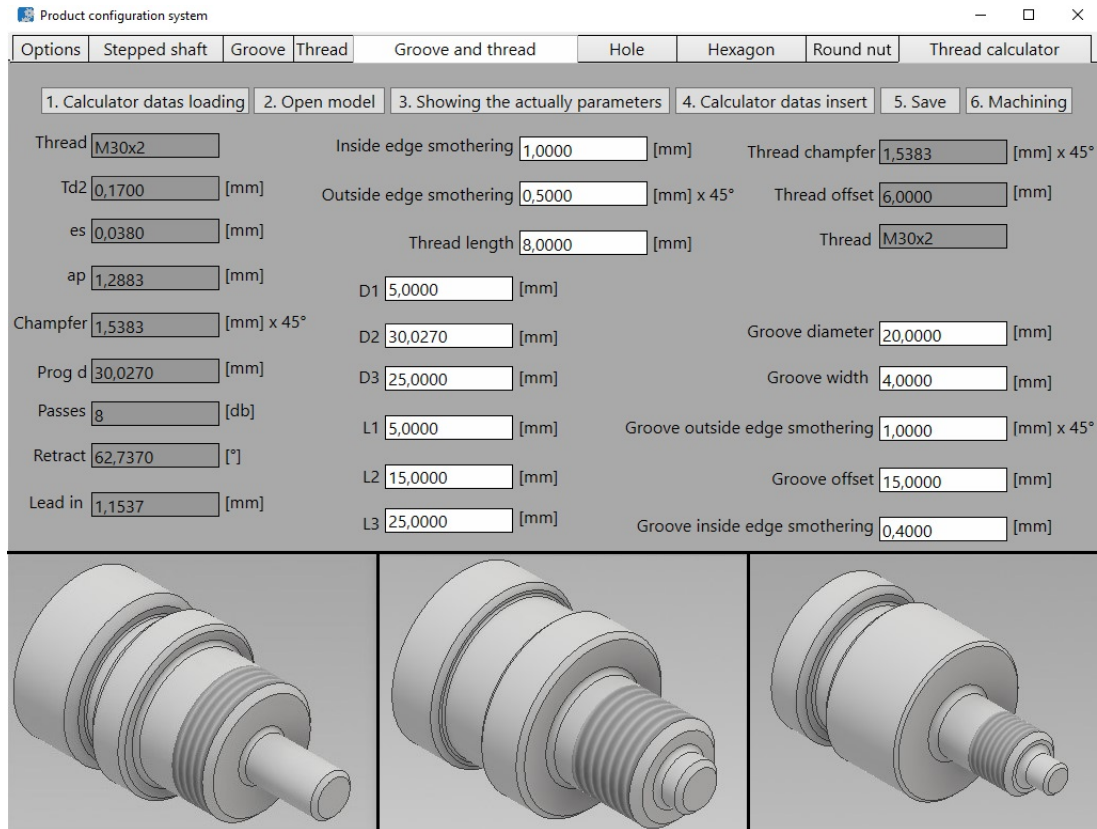 Product configuration system
Options Stepped shaft Groove Thread Groove and thread Hole Hexagon Round nut Thread calculator
1. Calculator datas loading 2. Open model 3. Showing the actually parameters 4. Calculator datas insert 5. Save 6. Machining
Thread M30x2
Td2 0,1700 [mm]
es 0,0380 [mm]
ap 1,2883 [mm]
Champfer 1,5383 [mm] x 45°
Prog d 30,0270 [mm]
Passes 8 [db]
Retract 62,7370 [°]
Lead in 1,1537 [mm]
Inside edge smothering 1,0000 [mm]
Outside edge smothering 0,5000 [mm] x 45°
Thread length 8,0000 [mm]
D1 5,0000 [mm]
D2 30,0270 [mm]
D3 25,0000 [mm]
L1 5,0000 [mm]
L2 15,0000 [mm]
L3 25,0000 [mm]
Thread champfer 1,5383 [mm] x 45°
Thread offset 6,0000 [mm]
Thread M30x2
Groove diameter 20,0000 [mm]
Groove width 4,0000 [mm]
Groove outside edge smothering 1,0000 [mm] x 45°
Groove offset 15,0000 [mm]
Groove inside edge smothering 0,4000 [mm]